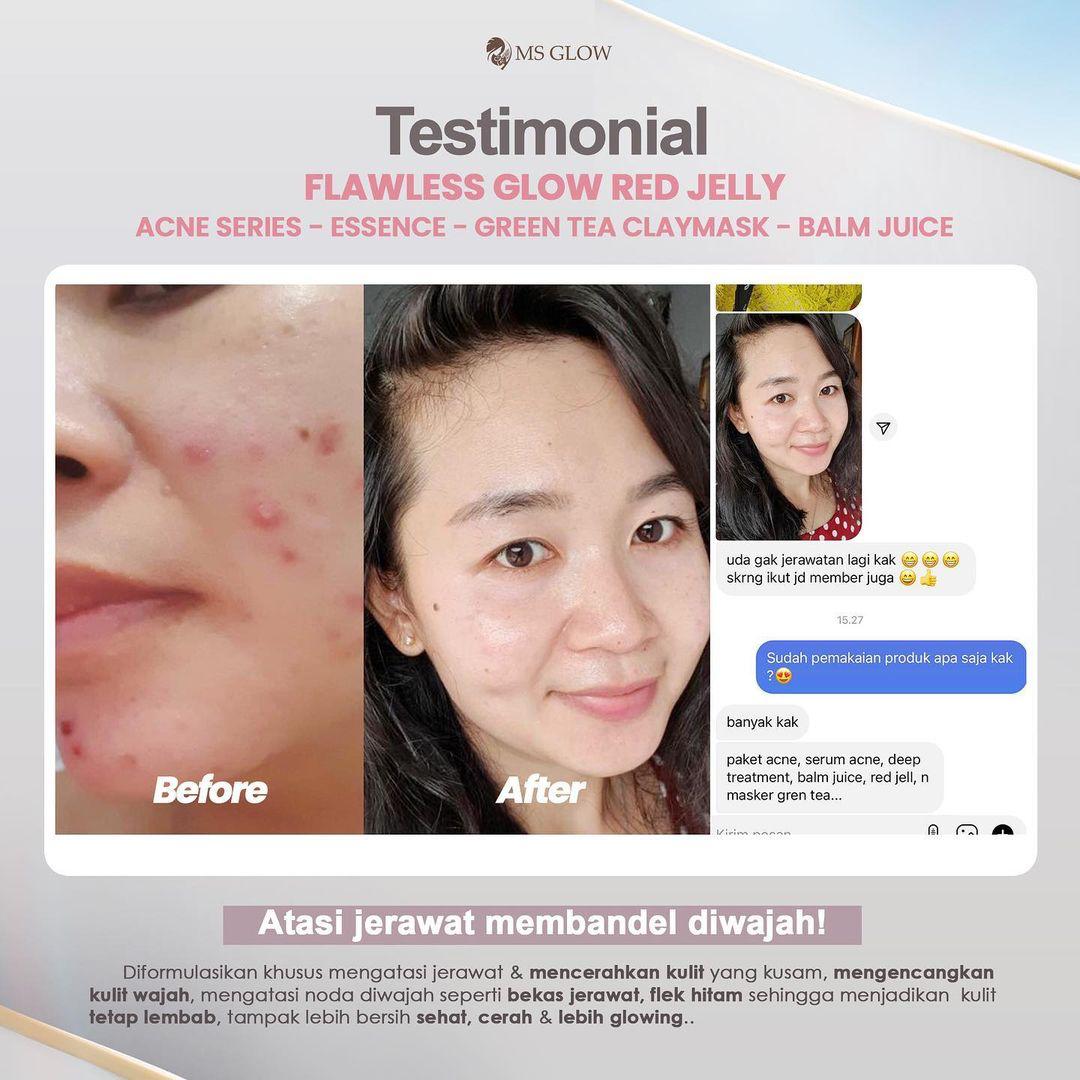 MS GLOW
Testimonial
FLAWLESS GLOW RED JELLY
ACNE SERIES - ESSENCE - GREEN TEA CLAYMASK - BALM JUICE
Before
After
uda gak jerawatan lagi kak 😁😁😁
skrng ikut jd member juga 😄👍
15.27
Sudah pemakaian produk apa saja kak
?😍
banyak kak
paket acne, serum acne, deep
treatment, balm juice, red jell, n
masker gren tea...
Kirim pesan
Atasi jerawat membandel diwajah!
Diformulasikan khusus mengatasi jerawat & mencerahkan kulit yang kusam, mengencangkan
kulit wajah, mengatasi noda diwajah seperti bekas jerawat, flek hitam sehingga menjadikan kulit
tetap lembab, tampak lebih bersih sehat, cerah & lebih glowing..